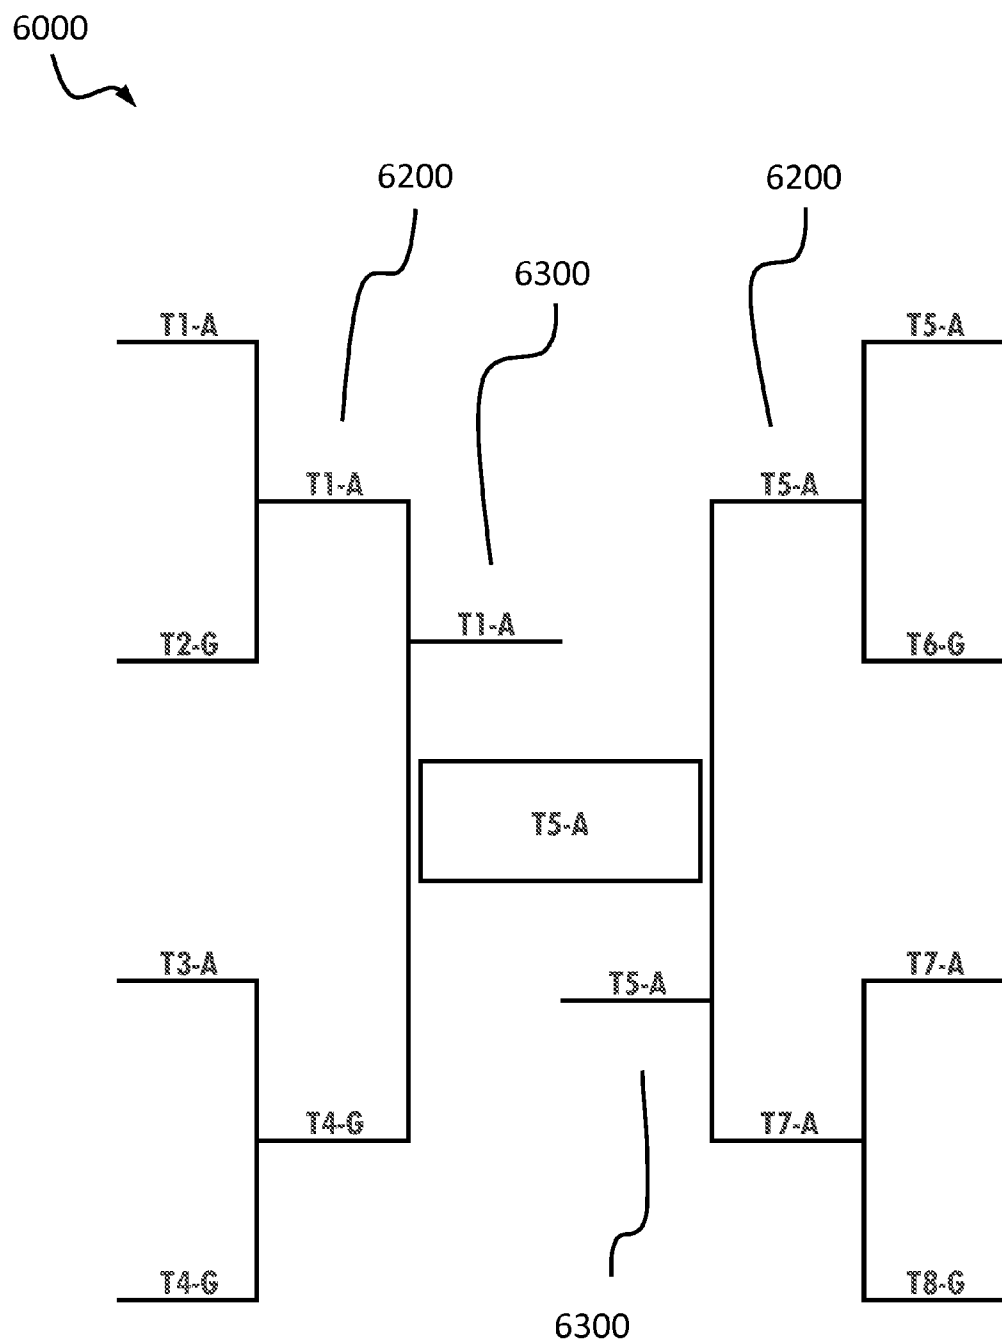 6000
6200 6200
6300
T1-A T5-A
T1-A T5-A
T2-G T1-A T6-G
T5-A
T3-A T5-A T7-A
T4-G T7-A
T4-G T8-G
6300